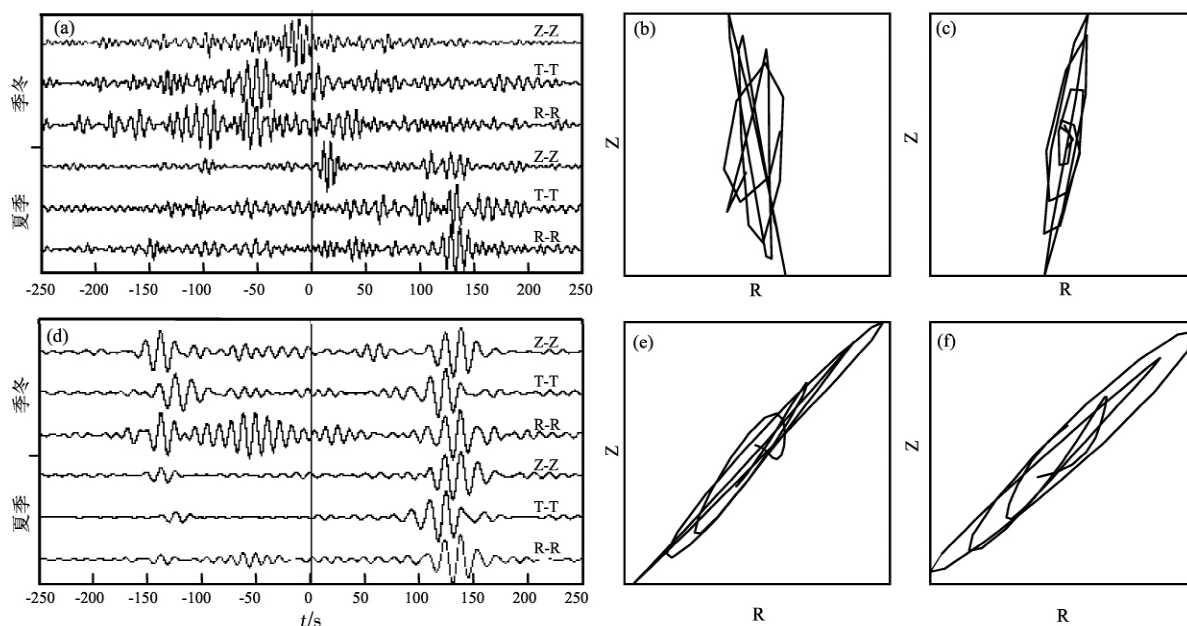 (a)
Z-Z
T-T
R-R
季冬
Z-Z
T-T
R-R
夏季
-250 -200 -150 -100 -50 0 50 100 150 200 250
(b)
Z
R
(c)
Z
R
(d)
Z-Z
T-T
R-R
季冬
Z-Z
T-T
R-R
夏季
-250 -200 -150 -100 -50 0 50 100 150 200 250
t/s
(e)
Z
R
(f)
Z
R